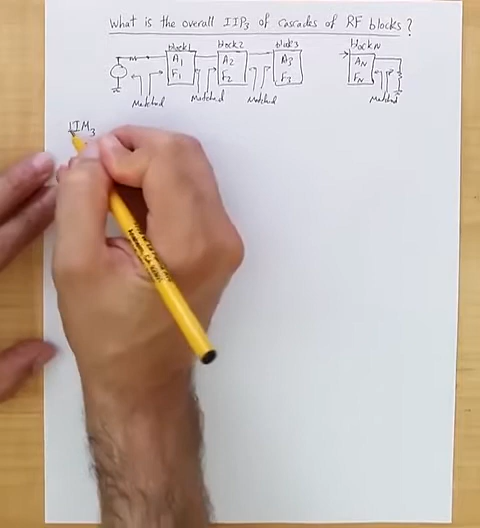 What is the overall IIP3 of cascades of RF blocks?
block1 block2 block3 blockN
A1 A2 A3 AN
F1 F2 F3 FN
Matched Matched Matched Matched
IIM3